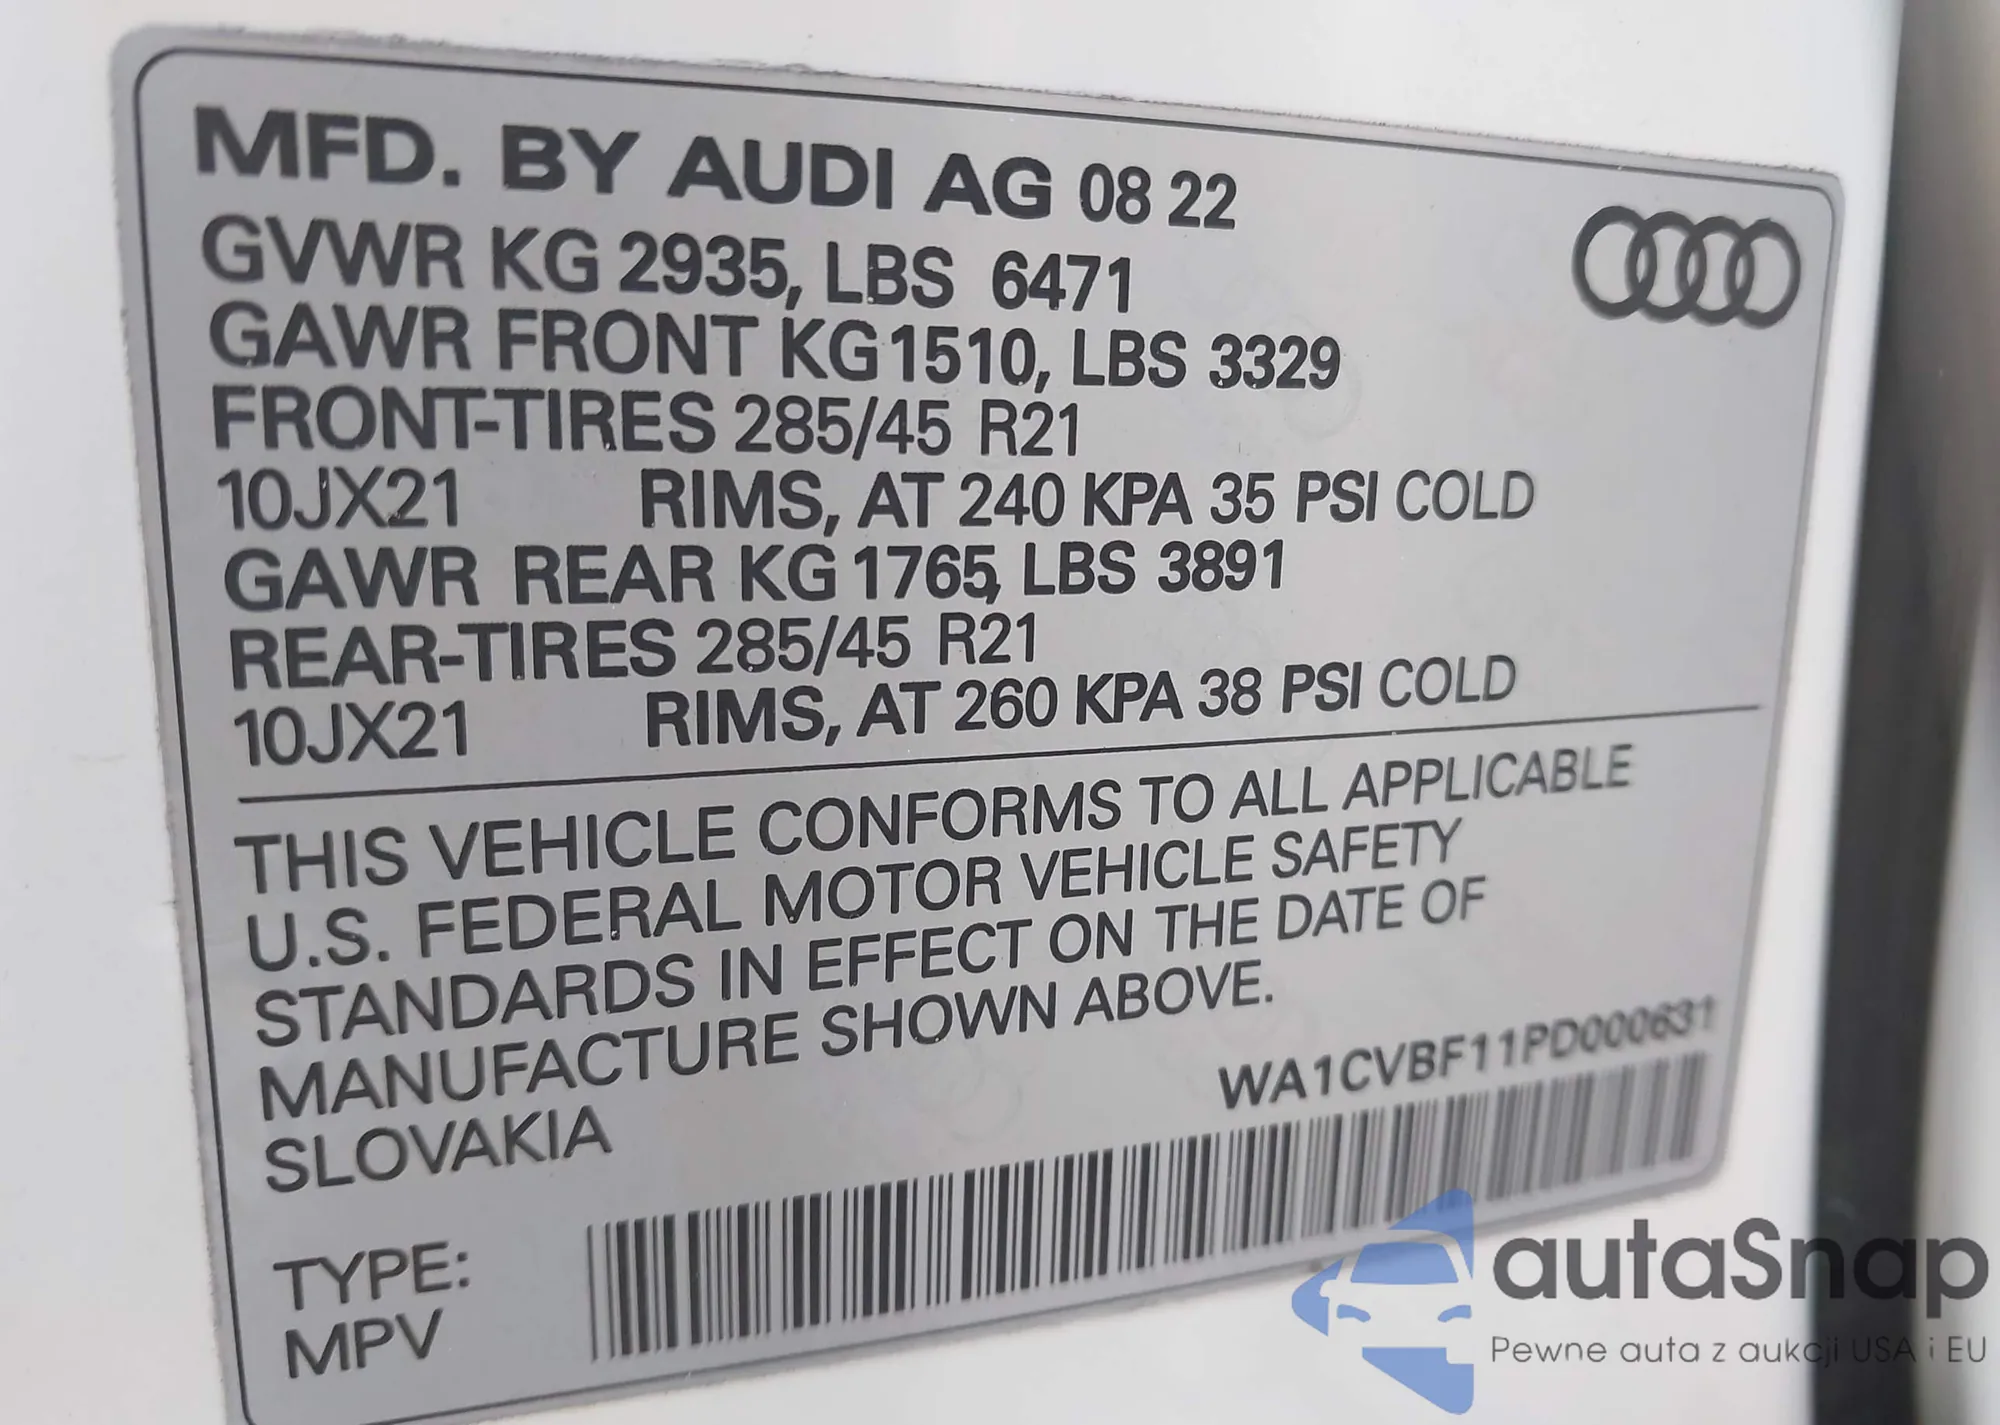 MFD. BY AUDI AG 08 22
GVWR KG 2935, LBS 6471
GAWR FRONT KG 1510, LBS 3329
FRONT-TIRES 285/45 R21
10JX21 RIMS, AT 240 KPA 35 PSI COLD
GAWR REAR KG 1765, LBS 3891
REAR-TIRES 285/45 R21
10JX21 RIMS, AT 260 KPA 38 PSI COLD
THIS VEHICLE CONFORMS TO ALL APPLICABLE
U.S. FEDERAL MOTOR VEHICLE SAFETY
STANDARDS IN EFFECT ON THE DATE OF
MANUFACTURE SHOWN ABOVE.
SLOVAKIA
WA1CVBF11PD000631
TYPE:
MPV
autaSnap
Pewne auta z aukcji USA i EU